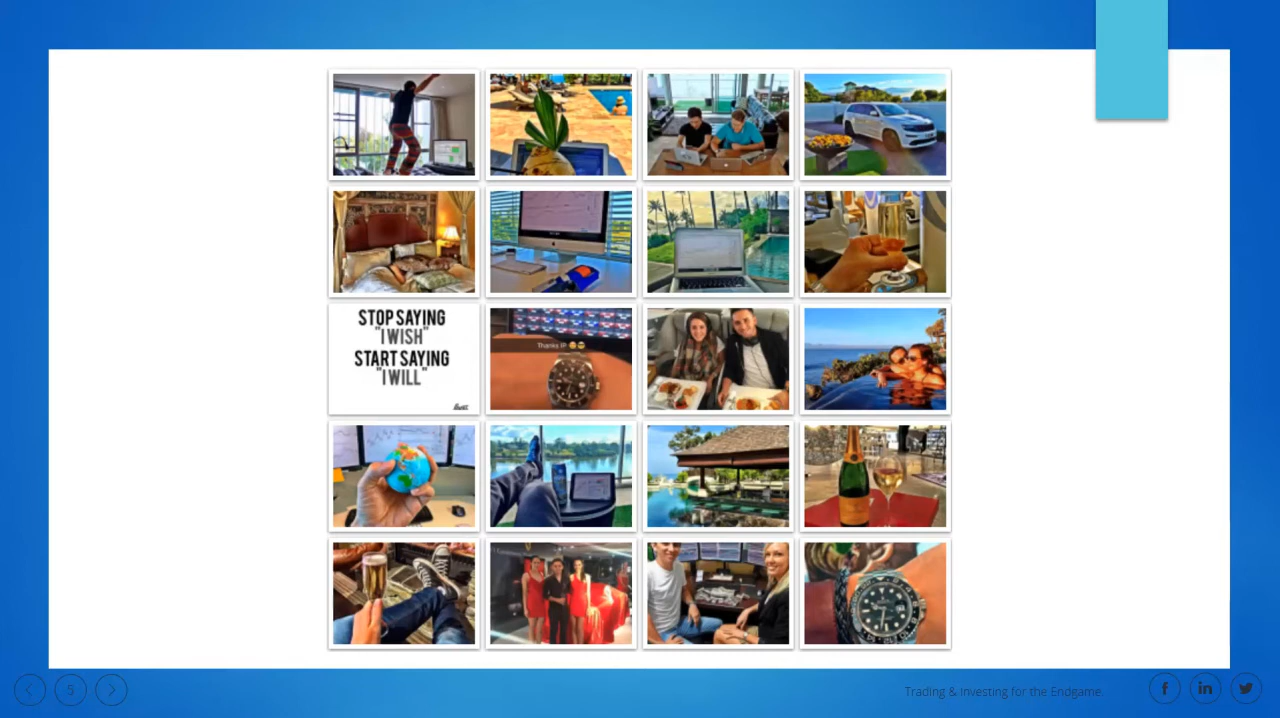 STOP SAYING
"I WISH"
START SAYING
"I WILL"
Thanks IP
5
Trading & Investing for the Endgame.